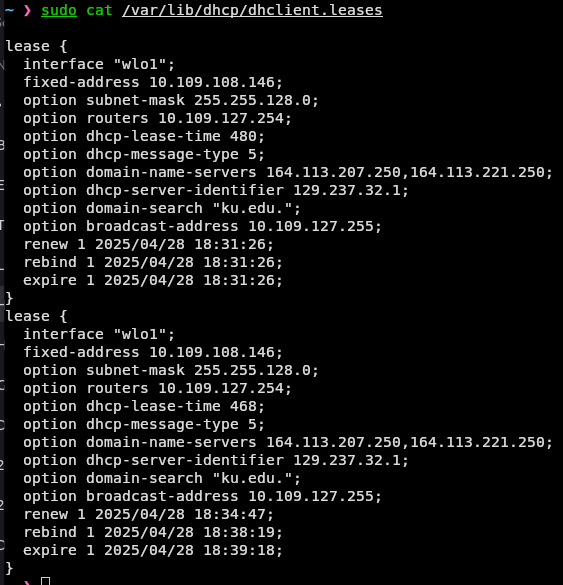 ~ ❯ sudo cat /var/lib/dhcp/dhclient.leases
lease {
  interface "wlo1";
  fixed-address 10.109.108.146;
  option subnet-mask 255.255.128.0;
  option routers 10.109.127.254;
  option dhcp-lease-time 480;
  option dhcp-message-type 5;
  option domain-name-servers 164.113.207.250,164.113.221.250;
  option dhcp-server-identifier 129.237.32.1;
  option domain-search "ku.edu.";
  option broadcast-address 10.109.127.255;
  renew 1 2025/04/28 18:31:26;
  rebind 1 2025/04/28 18:31:26;
  expire 1 2025/04/28 18:31:26;
}
lease {
  interface "wlo1";
  fixed-address 10.109.108.146;
  option subnet-mask 255.255.128.0;
  option routers 10.109.127.254;
  option dhcp-lease-time 468;
  option dhcp-message-type 5;
  option domain-name-servers 164.113.207.250,164.113.221.250;
  option dhcp-server-identifier 129.237.32.1;
  option domain-search "ku.edu.";
  option broadcast-address 10.109.127.255;
  renew 1 2025/04/28 18:34:47;
  rebind 1 2025/04/28 18:38:19;
  expire 1 2025/04/28 18:39:18;
}